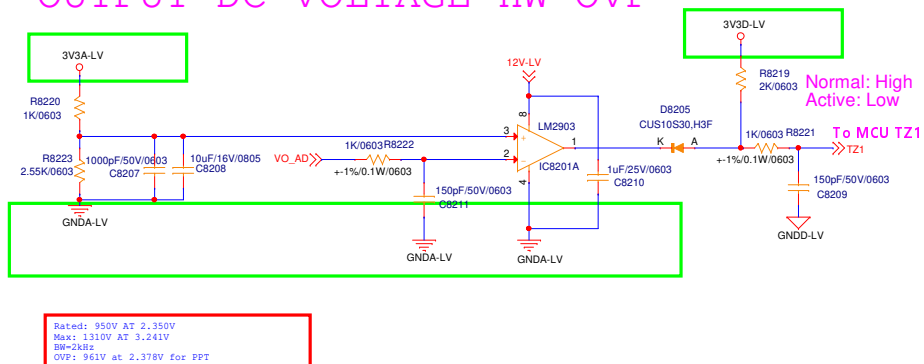 OUTPUT DC VOLTAGE HW OVP
3V3A-LV
3V3D-LV
12V-LV
R8220
1K/0603
R8219
2K/0603
Normal: High
Active: Low
8
D8205
CUS10S30,H3F
LM2903
3
+
1
K
A
1K/0603
R8221
To MCU TZ1
TZ1
R8223
2.55K/0603
1000pF/50V/0603
C8207
10uF/16V/0805
C8208
VO_AD
1K/0603
R8222
2
-
IC8201A
+-1%/0.1W/0603
+-1%/0.1W/0603
4
1uF/25V/0603
C8210
150pF/50V/0603
C8209
150pF/50V/0603
C8211
GNDA-LV
GNDA-LV
GNDA-LV
GNDD-LV
Rated: 950V AT 2.350V
Max: 1310V AT 3.241V
BW=2kHz
OVP: 961V at 2.378V for PPT